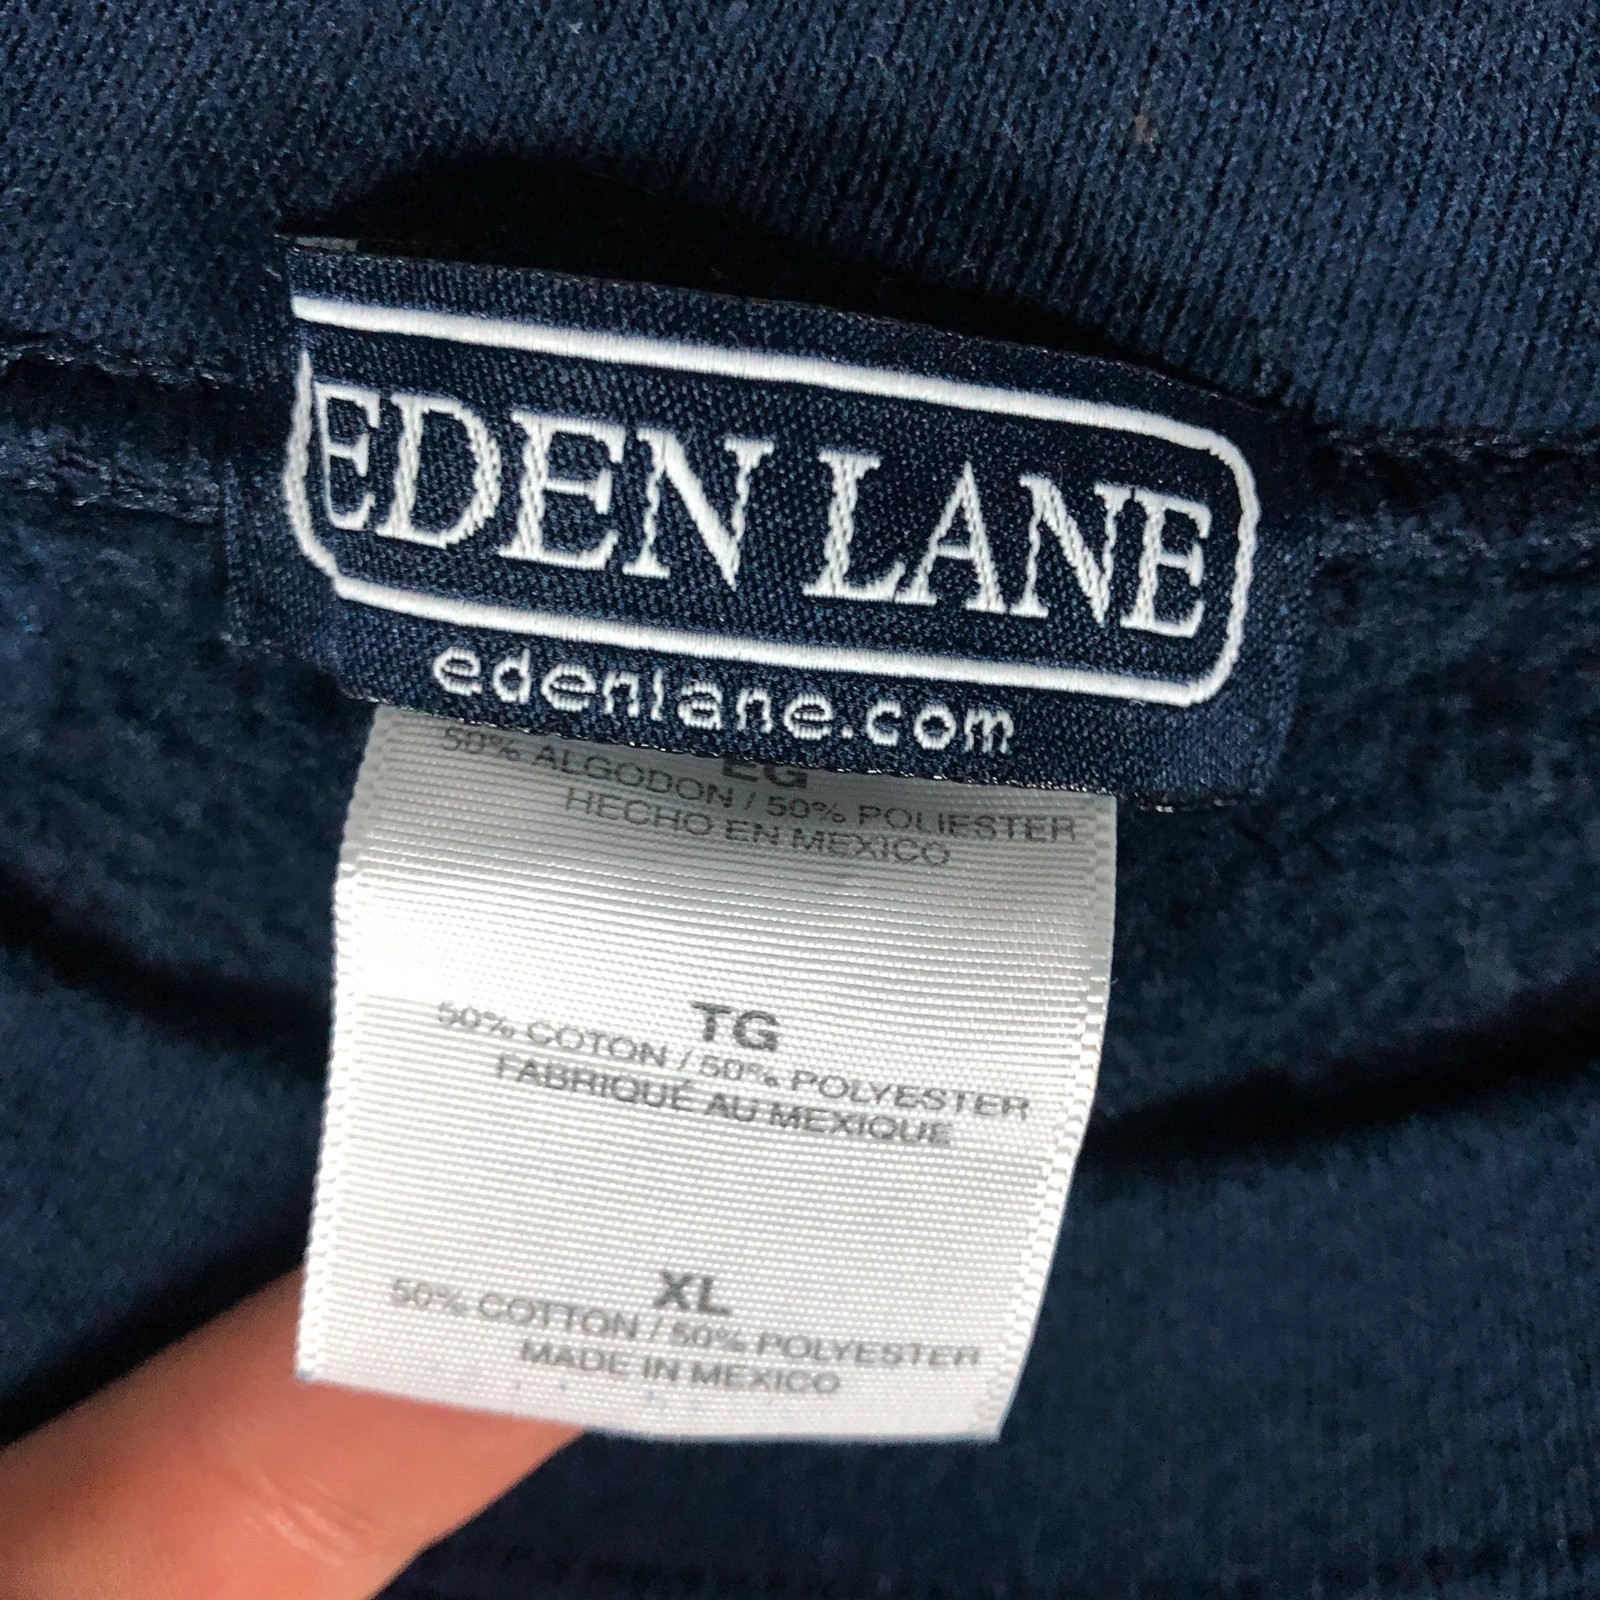 EDEN LANE
edenlane.com
EG
50% ALGODON / 50% POLIESTER
HECHO EN MEXICO
TG
50% COTON / 50% POLYESTER
FABRIQUÉ AU MEXIQUE
XL
50% COTTON / 50% POLYESTER
MADE IN MEXICO